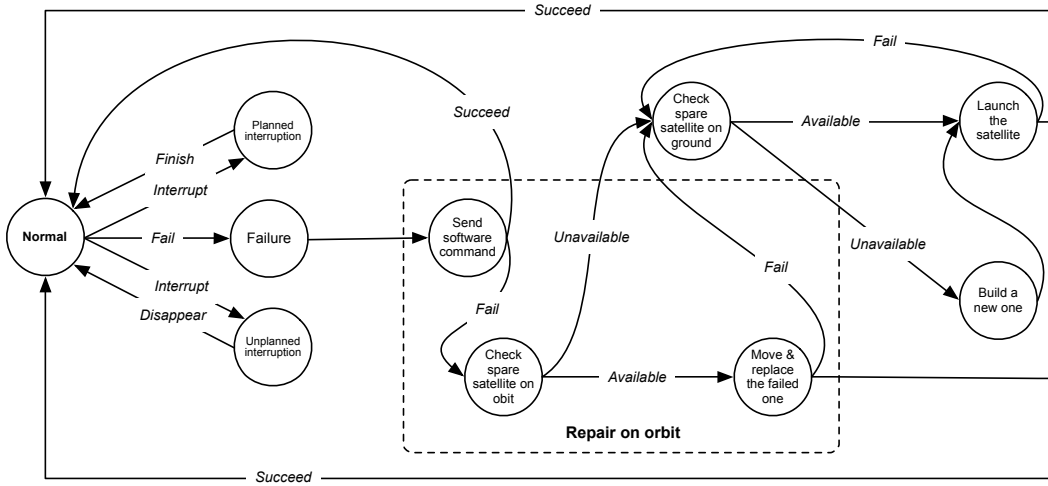 Succeed
Fail
Succeed
Planned
interruption
Check
spare
satellite on
ground
Available
Launch
the
satellite
Finish
Interrupt
Normal
Fail
Failure
Send
software
command
Unavailable
Unavailable
Interrupt
Disappear
Fail
Fail
Build a
new one
Unplanned
interruption
Check
spare
satellite on
obit
Available
Move &
replace
the failed
one
Repair on orbit
Succeed